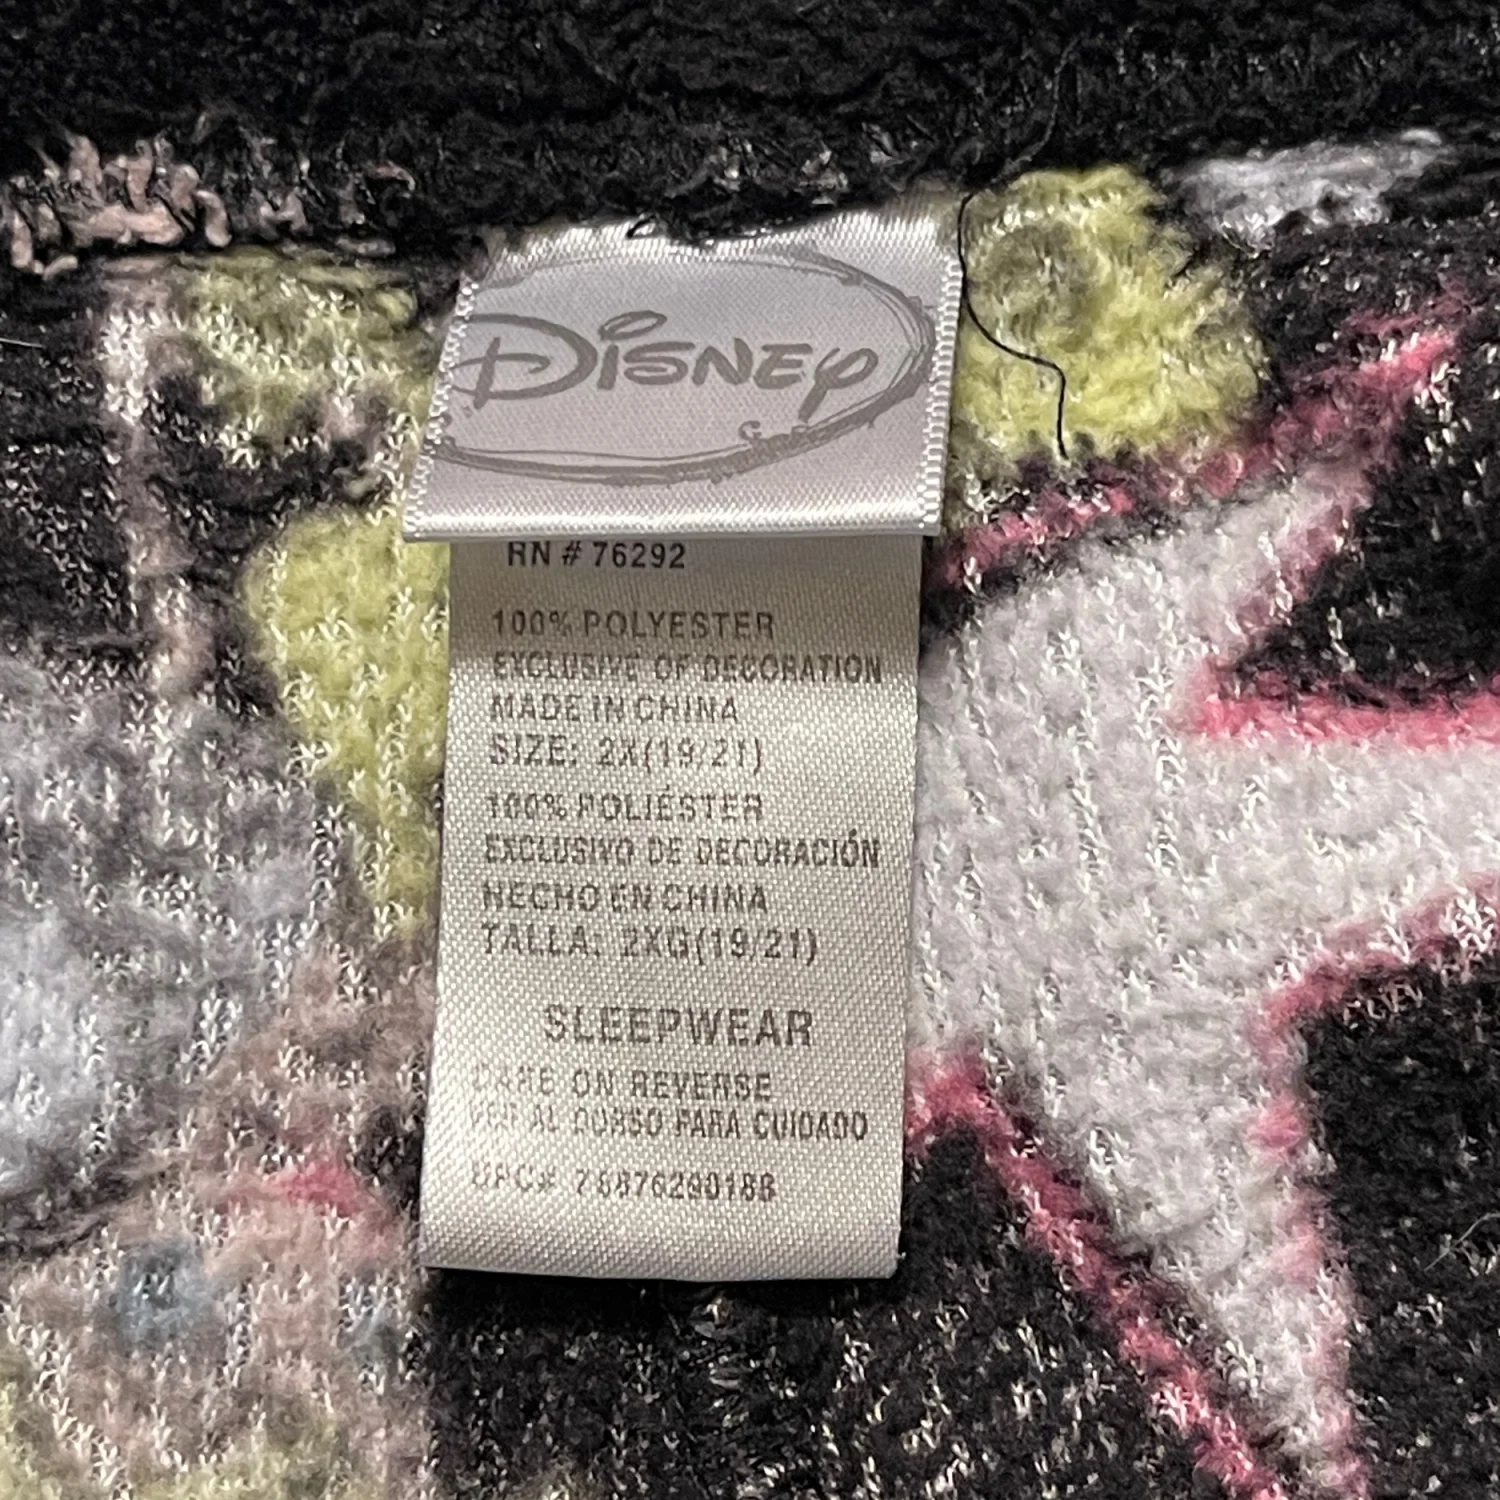 DISNEY
RN # 76292
100% POLYESTER
EXCLUSIVE OF DECORATION
MADE IN CHINA
SIZE: 2X(19/21)
100% POLIÉSTER
EXCLUSIVO DE DECORACIÓN
HECHO EN CHINA
TALLA: 2XG(19/21)
SLEEPWEAR
CARE ON REVERSE
VER AL DORSO PARA CUIDADO
UPC#